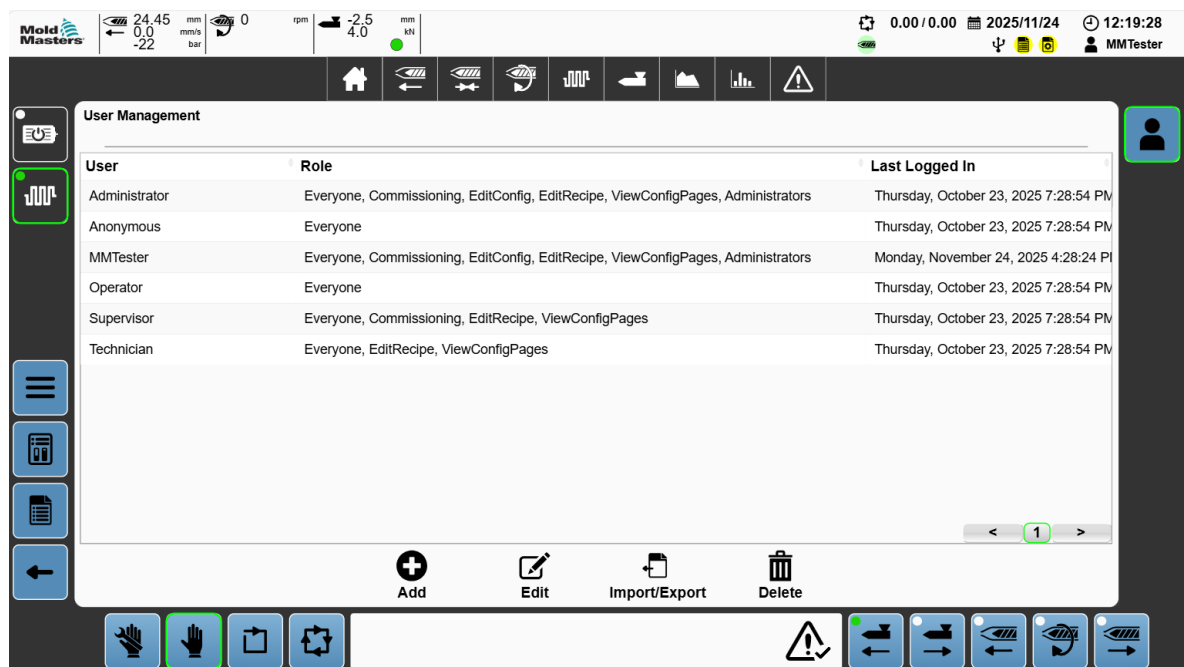 Mold Masters
24.45 mm
0.0 mm/s
-22 bar
0 rpm
-2.5 mm
4.0 kN
0.00 / 0.00 2025/11/24 12:19:28
MMTester
User Management
User Role Last Logged In
Administrator Everyone, Commissioning, EditConfig, EditRecipe, ViewConfigPages, Administrators Thursday, October 23, 2025 7:28:54 PM
Anonymous Everyone Thursday, October 23, 2025 7:28:54 PM
MMTester Everyone, Commissioning, EditConfig, EditRecipe, ViewConfigPages, Administrators Monday, November 24, 2025 4:28:24 P
Operator Everyone Thursday, October 23, 2025 7:28:54 PM
Supervisor Everyone, Commissioning, EditRecipe, ViewConfigPages Thursday, October 23, 2025 7:28:54 PM
Technician Everyone, EditRecipe, ViewConfigPages Thursday, October 23, 2025 7:28:54 PM
< 1 >
Add Edit Import/Export Delete